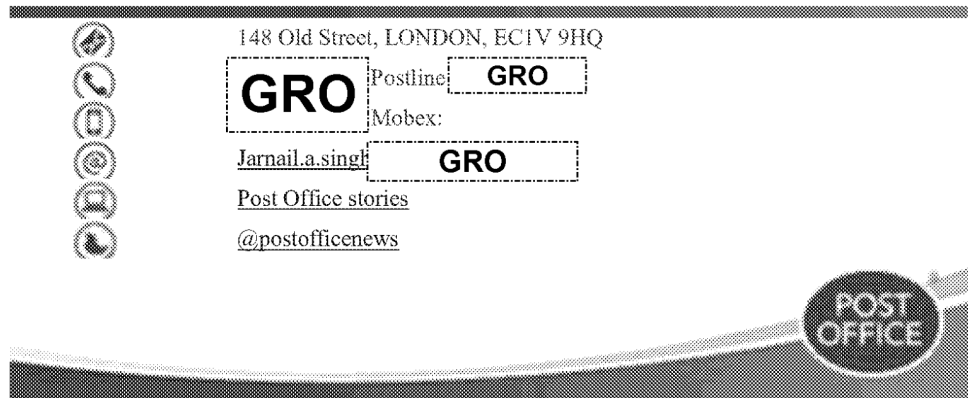 148 Old Street, LONDON, EC1V 9HQ
GRO Postline GRO
Mobex:
Jarnail.a.singh GRO
Post Office stories
@postofficenews
POST OFFICE